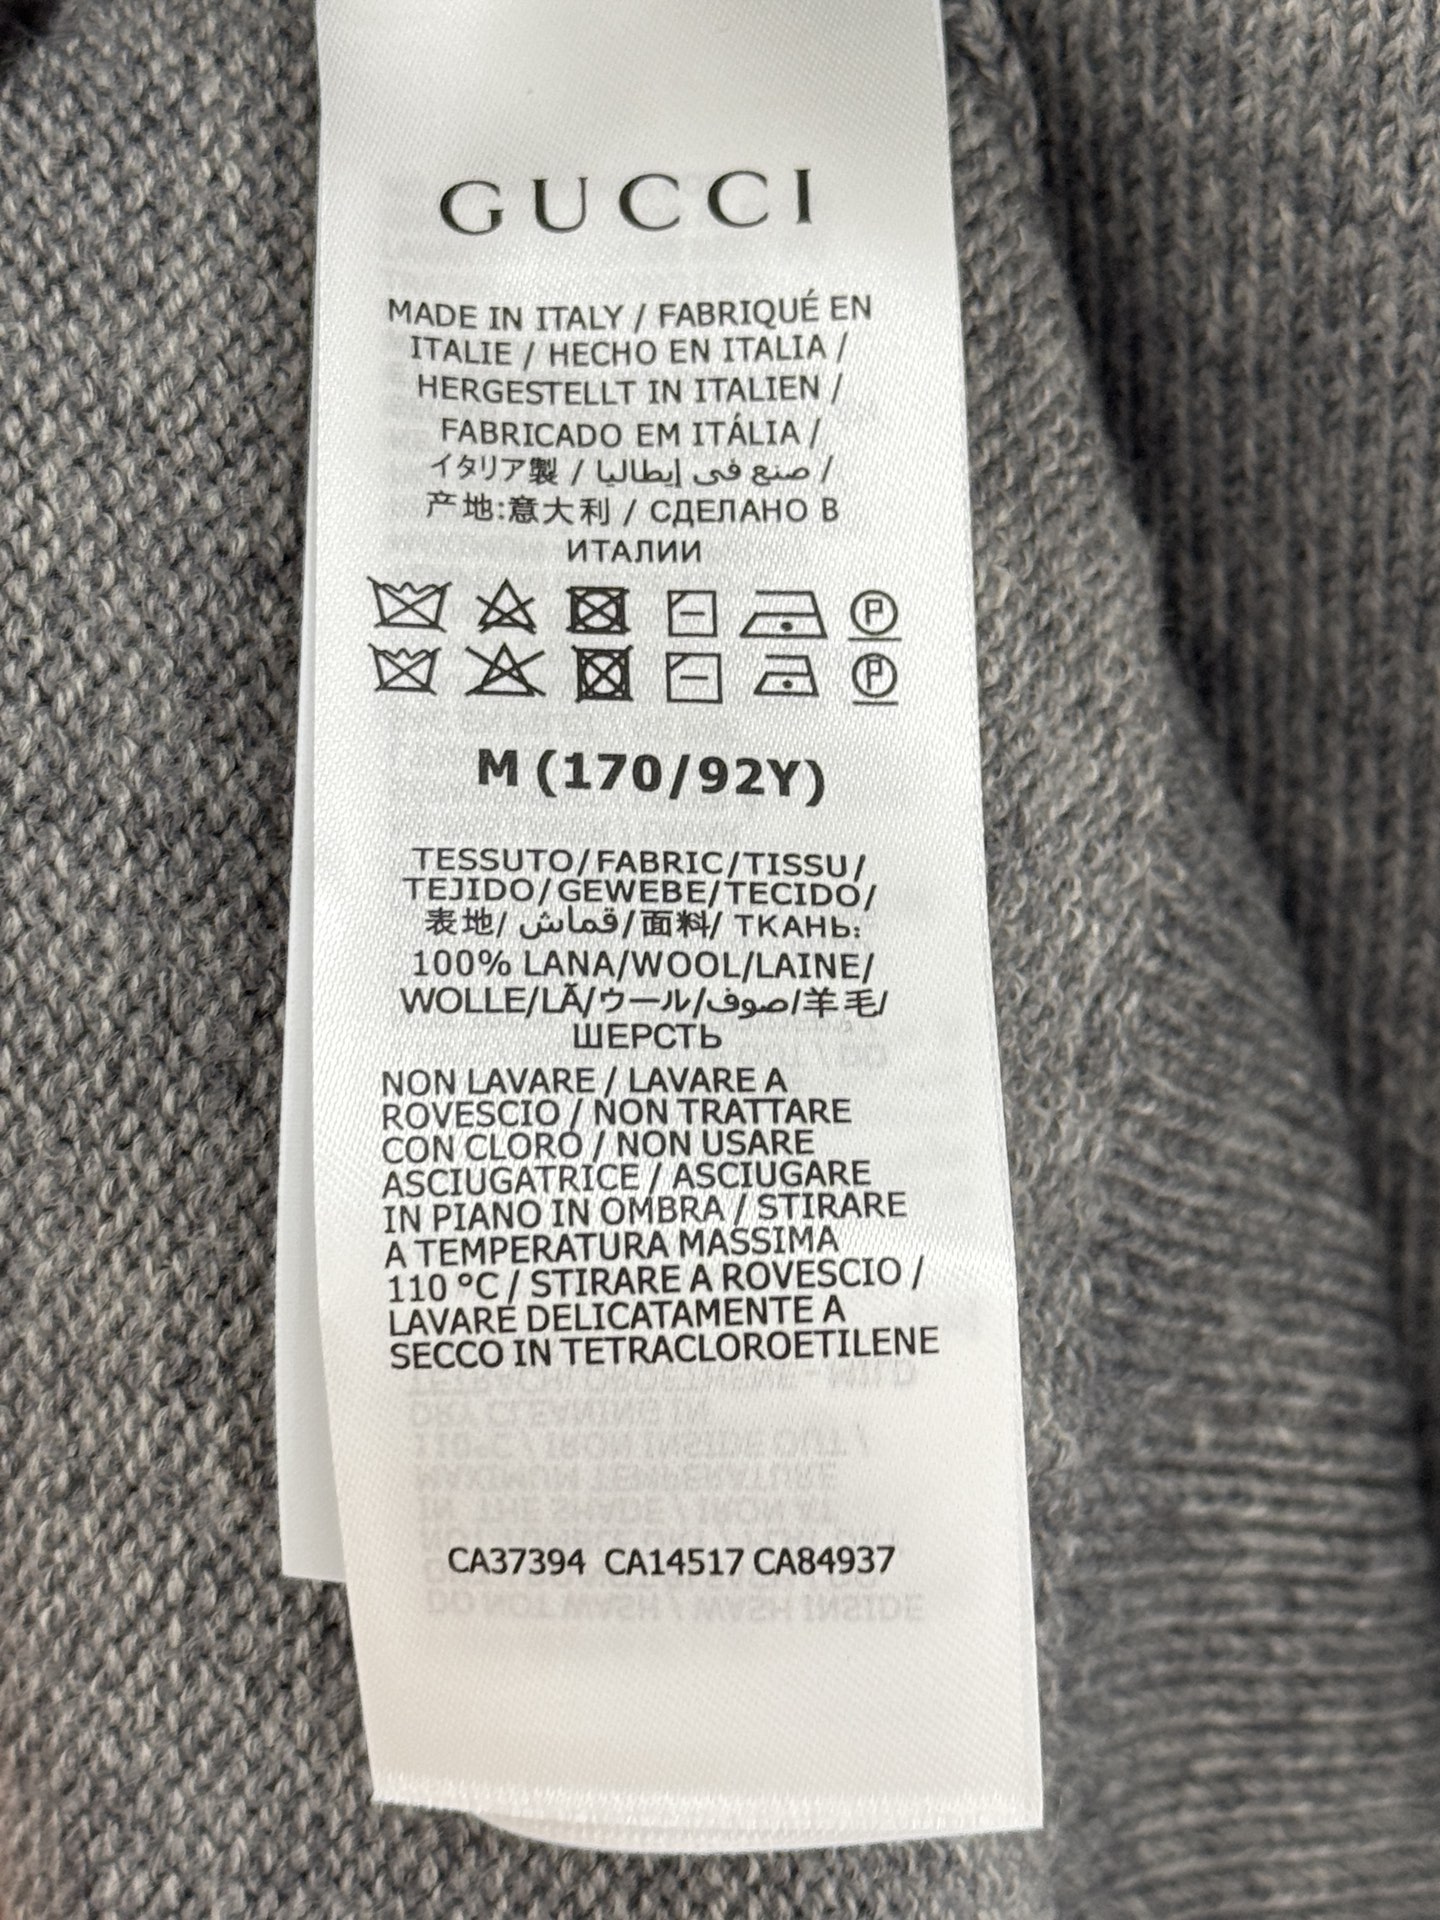 GUCCI
MADE IN ITALY / FABRIQUÉ EN
ITALIE / HECHO EN ITALIA /
HERGESTELLT IN ITALIEN /
FABRICADO EM ITÁLIA /
イタリア製 / صنع في إيطاليا /
产地:意大利 / СДЕЛАНО В
ИТАЛИИ
P
P
M (170/92Y)
TESSUTO/FABRIC/TISSU/
TEJIDO/GEWEBE/TECIDO/
表地/ قماش/面料/ ТКАНЬ:
100% LANA/WOOL/LAINE/
WOLLE/LÃ/ウール/صوف/羊毛/
ШЕРСТЬ
NON LAVARE / LAVARE A
ROVESCIO / NON TRATTARE
CON CLORO / NON USARE
ASCIUGATRICE / ASCIUGARE
IN PIANO IN OMBRA / STIRARE
A TEMPERATURA MASSIMA
110 °C / STIRARE A ROVESCIO /
LAVARE DELICATAMENTE A
SECCO IN TETRACLOROETILENE
CA37394 CA14517 CA84937